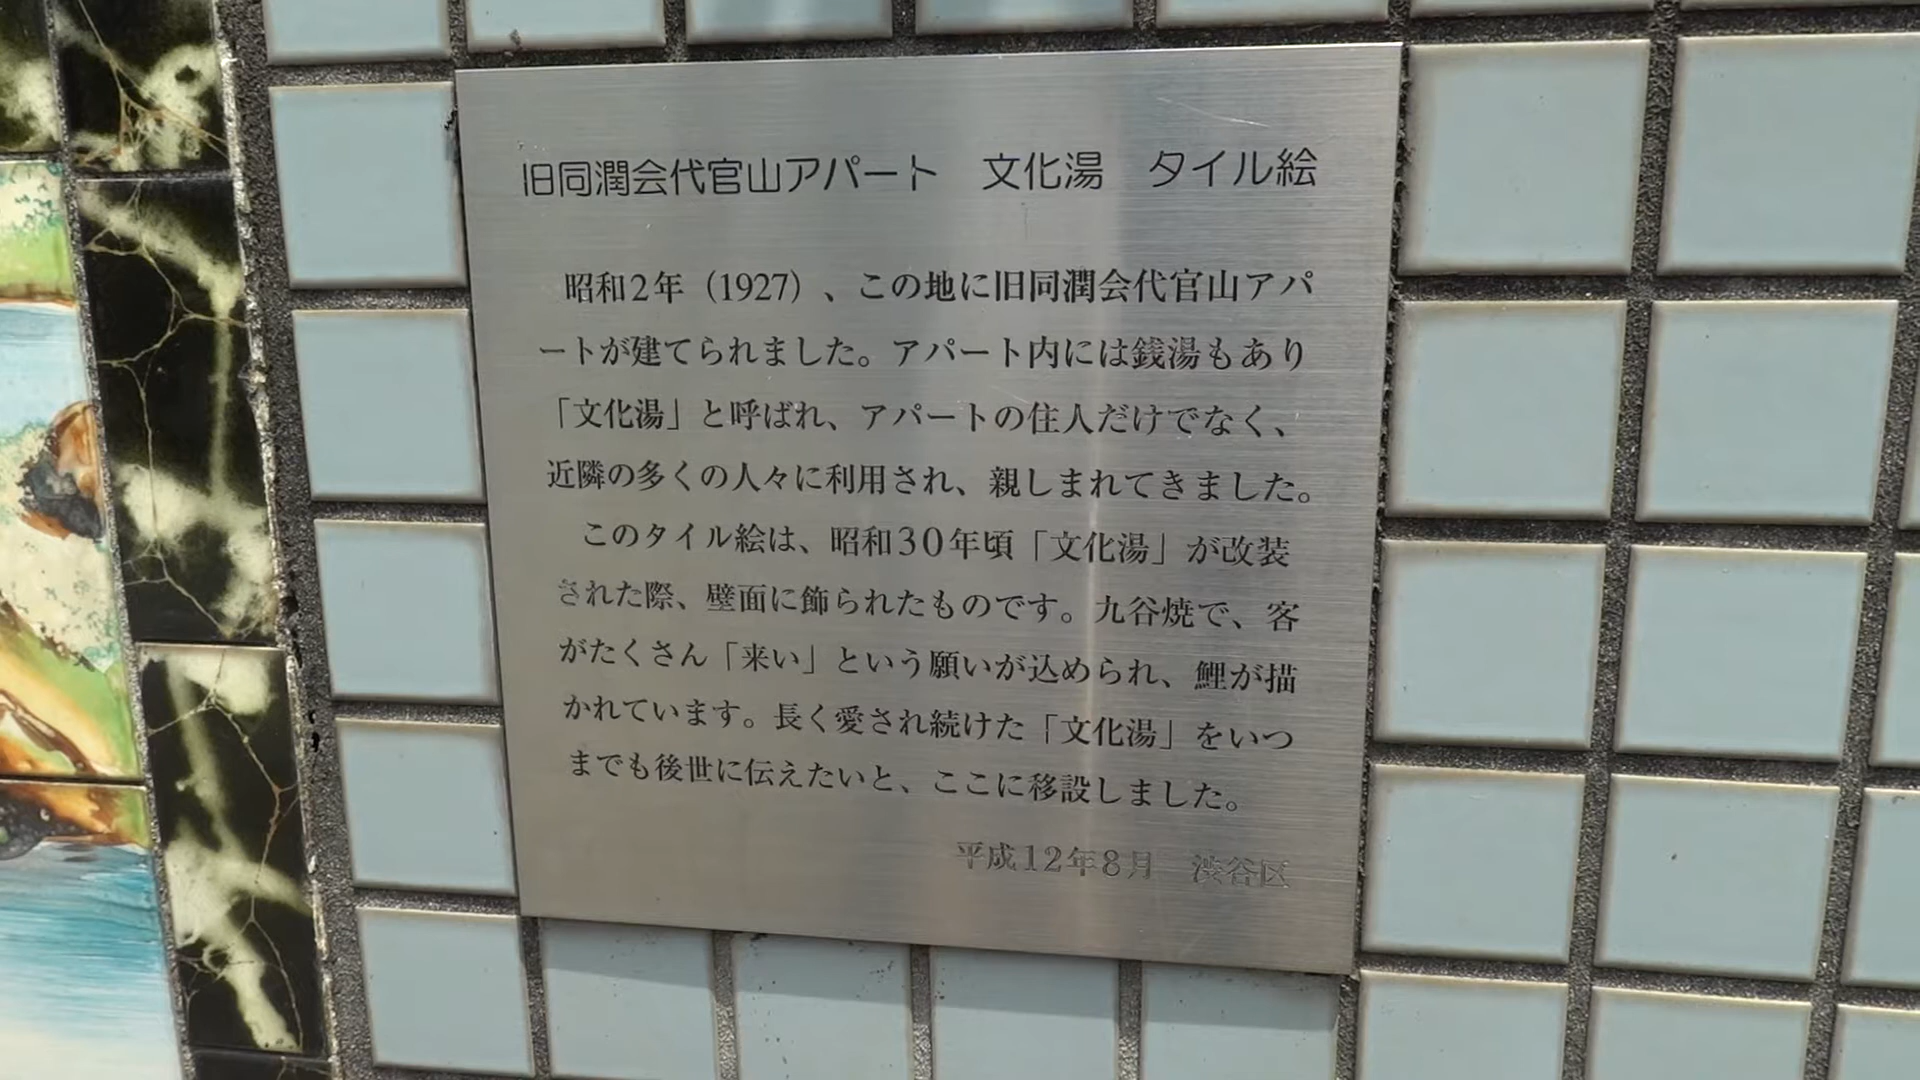 旧同潤会代官山アパート　文化湯　タイル絵
昭和2年（1927）、この地に旧同潤会代官山アパ
ートが建てられました。アパート内には銭湯もあり
「文化湯」と呼ばれ、アパートの住人だけでなく、
近隣の多くの人々に利用され、親しまれてきました。
このタイル絵は、昭和30年頃「文化湯」が改装
された際、壁面に飾られたものです。九谷焼で、客
がたくさん「来い」という願いが込められ、鯉が描
かれています。長く愛され続けた「文化湯」をいつ
までも後世に伝えたいと、ここに移設しました。
平成12年8月　渋谷区